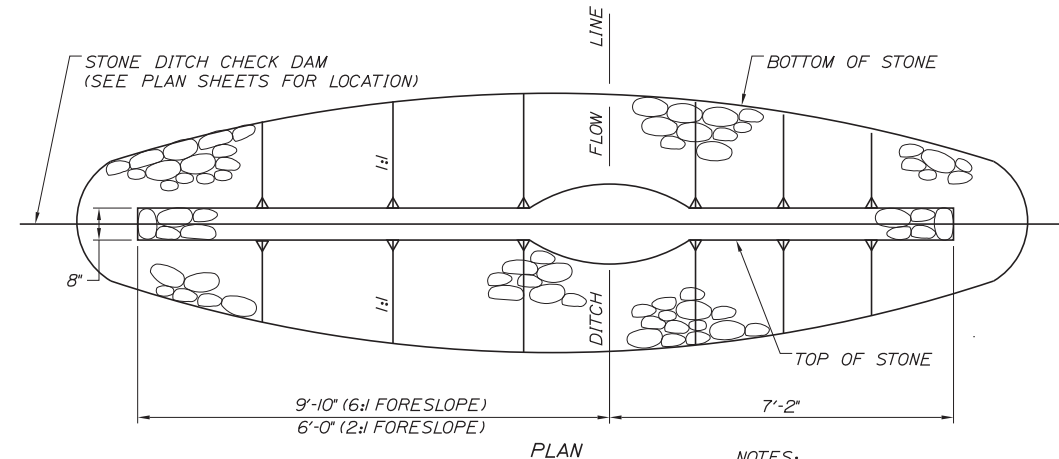 STONE DITCH CHECK DAM
(SEE PLAN SHEETS FOR LOCATION)
LINE
BOTTOM OF STONE
FLOW
1:1
8"
1:1
DITCH
TOP OF STONE
9'-10" (6:1 FORESLOPE)
6'-0" (2:1 FORESLOPE)
7'-2"
PLAN
NOTES: